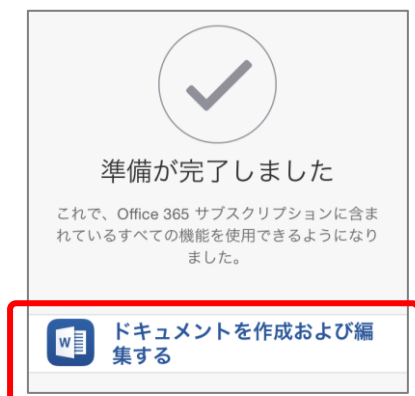 準備が完了しました
これで、Office 365 サブスクリプションに含ま
れているすべての機能を使用できるようになり
ました。
W
ドキュメントを作成および編
集する